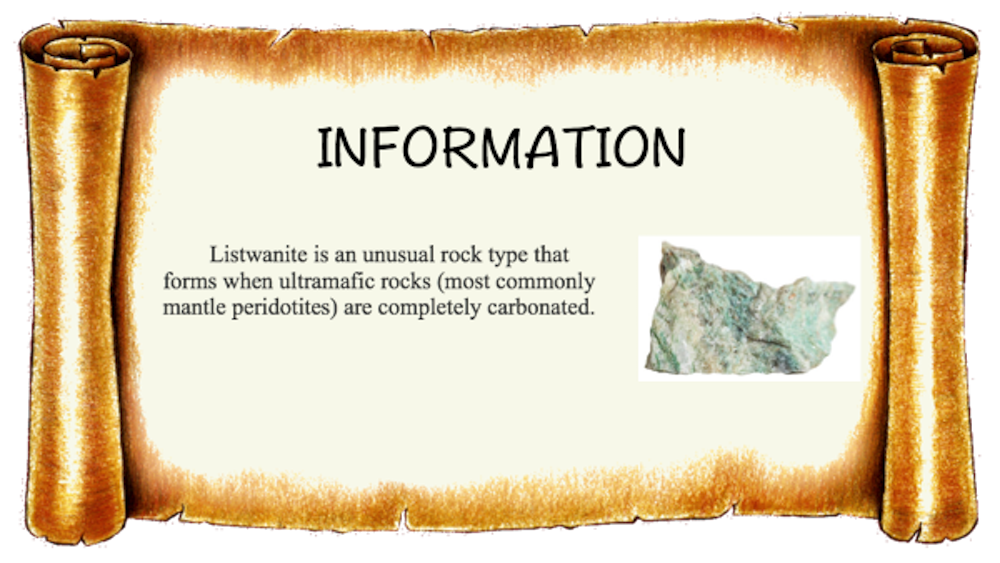 INFORMATION
Listwanite is an unusual rock type that
forms when ultramafic rocks (most commonly
mantle peridotites) are completely carbonated.